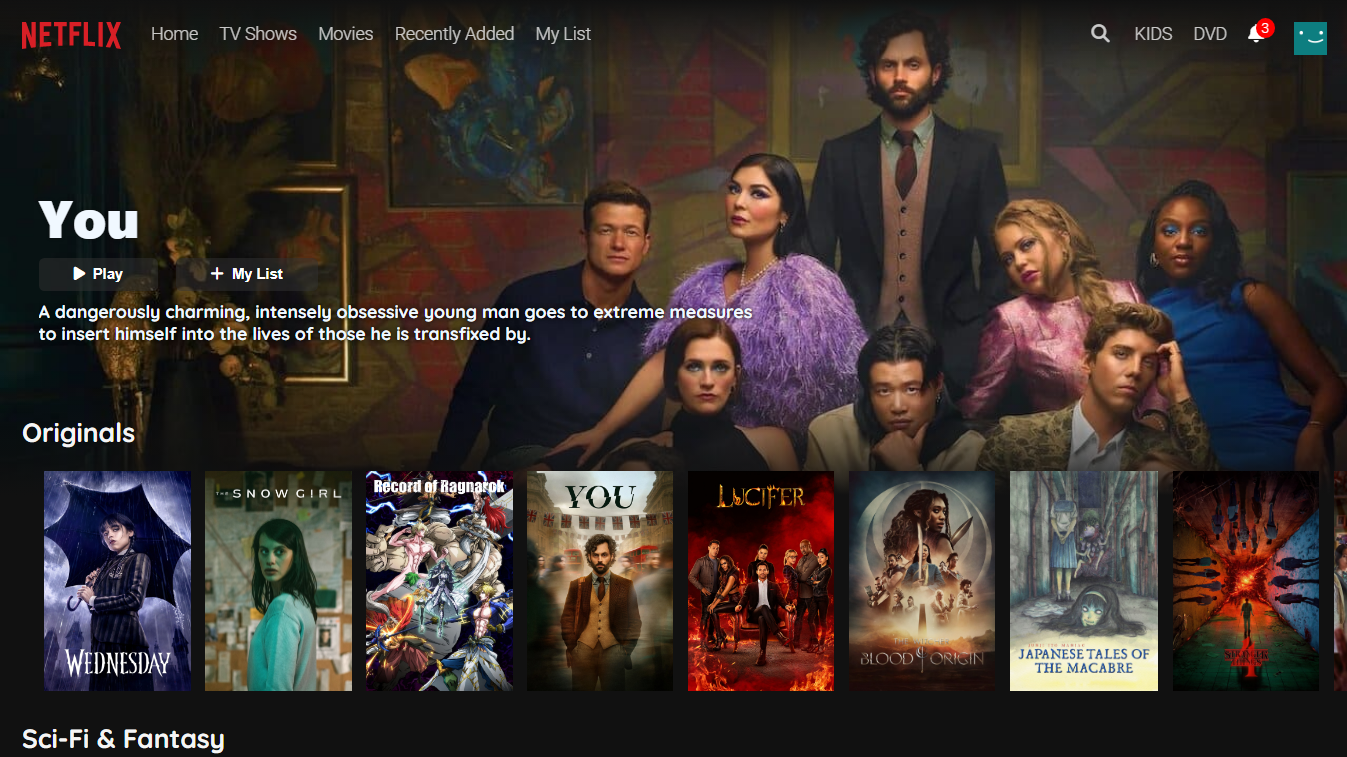 NETFLIX
Home
TV Shows
Movies
Recently Added
My List
KIDS
DVD
3
You
Play
+ My List
A dangerously charming, intensely obsessive young man goes to extreme measures
to insert himself into the lives of those he is transfixed by.
Originals
WEDNESDAY
THE SNOW GIRL
Record of Ragnarok
YOU
LUCIFER
BLOOD ORIGIN
JAPANESE TALES OF
THE MACABRE
STRANGER
THINGS
4
Sci-Fi & Fantasy